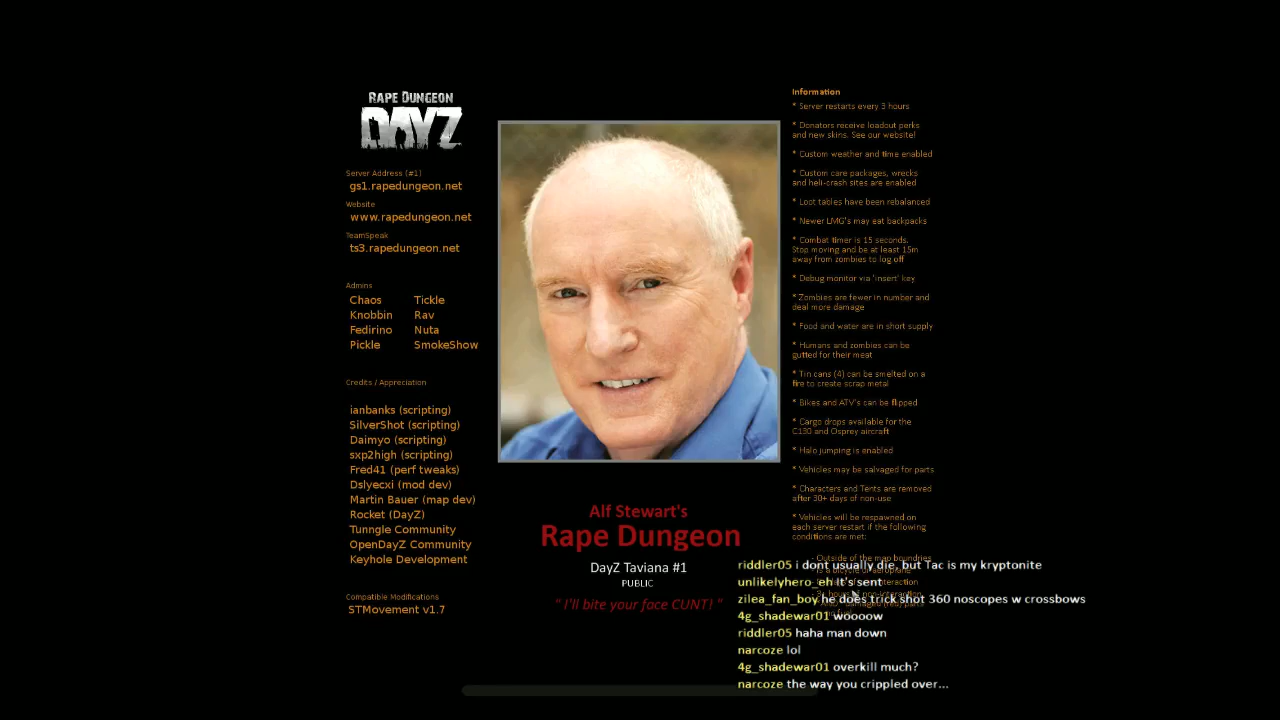 RAPE DUNGEON
DAYZ
Server Address (#1)
gs1.rapedungeon.net
Website
www.rapedungeon.net
TeamSpeak
ts3.rapedungeon.net
Admins
Chaos Tickle
Knobbin Rav
Fedirino Nuta
Pickle SmokeShow
Credits / Appreciation
ianbanks (scripting)
SilverShot (scripting)
Daimyo (scripting)
sxp2high (scripting)
Fred41 (perf tweaks)
Dslyecxi (mod dev)
Martin Bauer (map dev)
Rocket (DayZ)
Tunngle Community
OpenDayZ Community
Keyhole Development
Compatible Modifications
STMovement v1.7
Alf Stewart's
Rape Dungeon
DayZ Taviana #1
PUBLIC
" I'll bite your face CUNT! "
Information
* Server restarts every 3 hours
* Donators receive loadout perks
and new skins. See our website!
* Custom weather and time enabled
* Custom care packages, wrecks
and heli-crash sites are enabled
* Loot tables have been rebalanced
* Newer LMG's may eat backpacks
* Combat timer is 15 seconds.
Stop moving and be at least 15m
away from zombies to log off
* Debug monitor via 'insert' key
* Zombies are fewer in number and
deal more damage
* Food and water are in short supply
* Humans and zombies can be
gutted for their meat
* Tin cans (4) can be smelted on a
fire to create scrap metal
* Bikes and ATV's can be flipped
* Cargo drops available for the
C130 and Osprey aircraft
* Halo jumping is enabled
* Vehicles may be salvaged for parts
* Characters and Tents are removed
after 30+ days of non-use
* Vehicles will be respawned on
each server restart if the following
conditions are met:
- Outside of the map boundries
riddler05 i dont usually die, but Tac is my kryptonite
unlikelyhero_eh It's sent
zilea_fan_boy he does trick shot 360 noscopes w crossbows
4g_shadewar01 woooow
riddler05 haha man down
narcoze lol
4g_shadewar01 overkill much?
narcoze the way you crippled over...